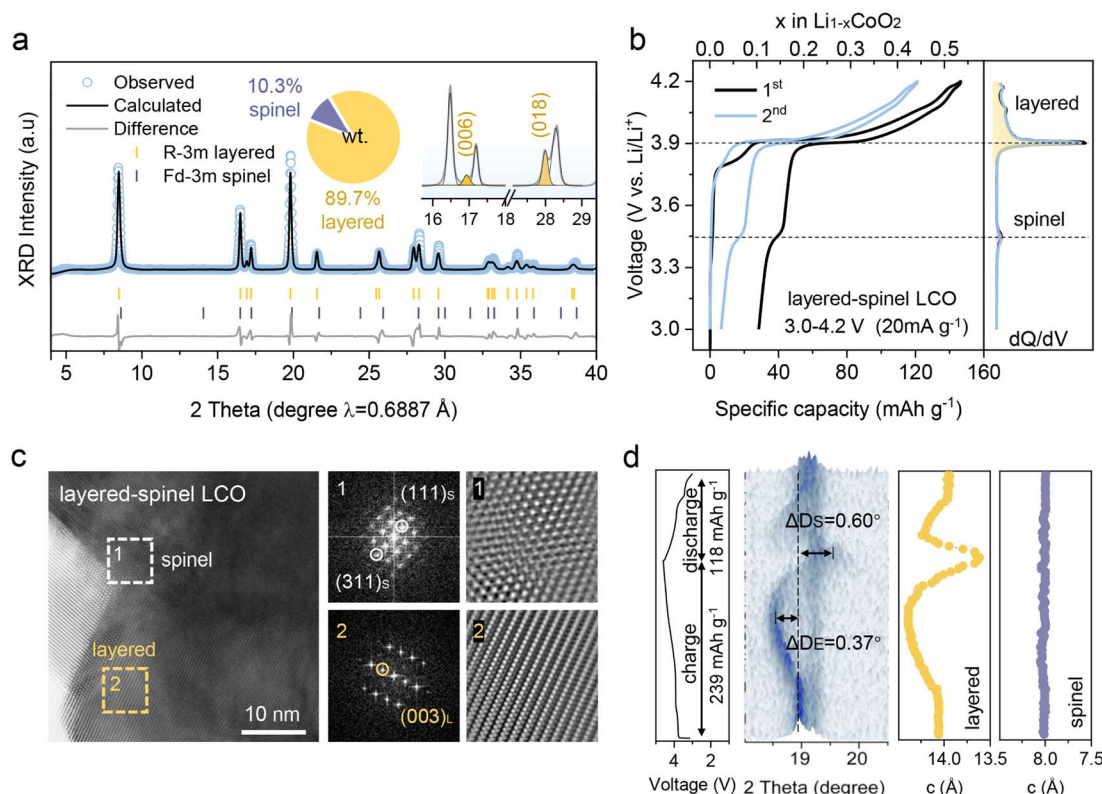 a
Observed
Calculated
Difference
R-3m layered
Fd-3m spinel
10.3%
spinel
wt.
89.7%
layered
(006)
(018)
16 17 18 28 29
XRD Intensity (a.u)
5 10 15 20 25 30 35 40
2 Theta (degree λ=0.6887 Å)
b
x in Li1-xCoO2
0.0 0.1 0.2 0.3 0.4 0.5
1st
2nd
layered
spinel
4.2
3.9
3.6
3.3
3.0
Voltage (V vs. Li/Li+)
layered-spinel LCO
3.0-4.2 V (20mA g-1)
dQ/dV
0 40 80 120 160
Specific capacity (mAh g-1)
c
layered-spinel LCO
1
spinel
layered
2
10 nm
1
(111)S
(311)S
1
2
(003)L
2
d
discharge
118 mAh g-1
charge
239 mAh g-1
4 2
Voltage (V)
ΔDS=0.60°
ΔDE=0.37°
19 20
2 Theta (degree)
layered
14.0 13.5
c (Å)
spinel
8.0 7.5
c (Å)